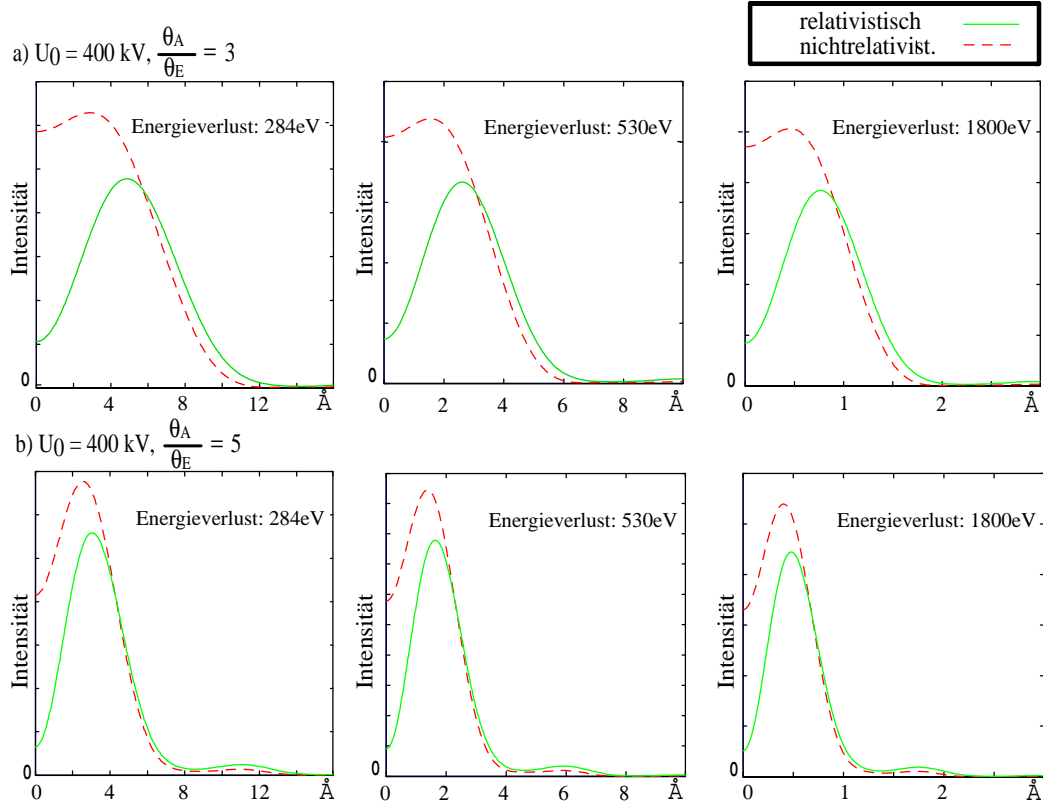 relativistisch
nichtrelativist.
a) U0 = 400 kV, θA/θE = 3
Intensität
Energieverlust: 284eV
0
0 4 8 12 Å
Intensität
Energieverlust: 530eV
0
0 2 4 6 8 Å
Intensität
Energieverlust: 1800eV
0
0 1 2 Å
b) U0 = 400 kV, θA/θE = 5
Intensität
Energieverlust: 284eV
0
0 4 8 12 Å
Intensität
Energieverlust: 530eV
0
0 2 4 6 8 Å
Intensität
Energieverlust: 1800eV
0
0 1 2 Å